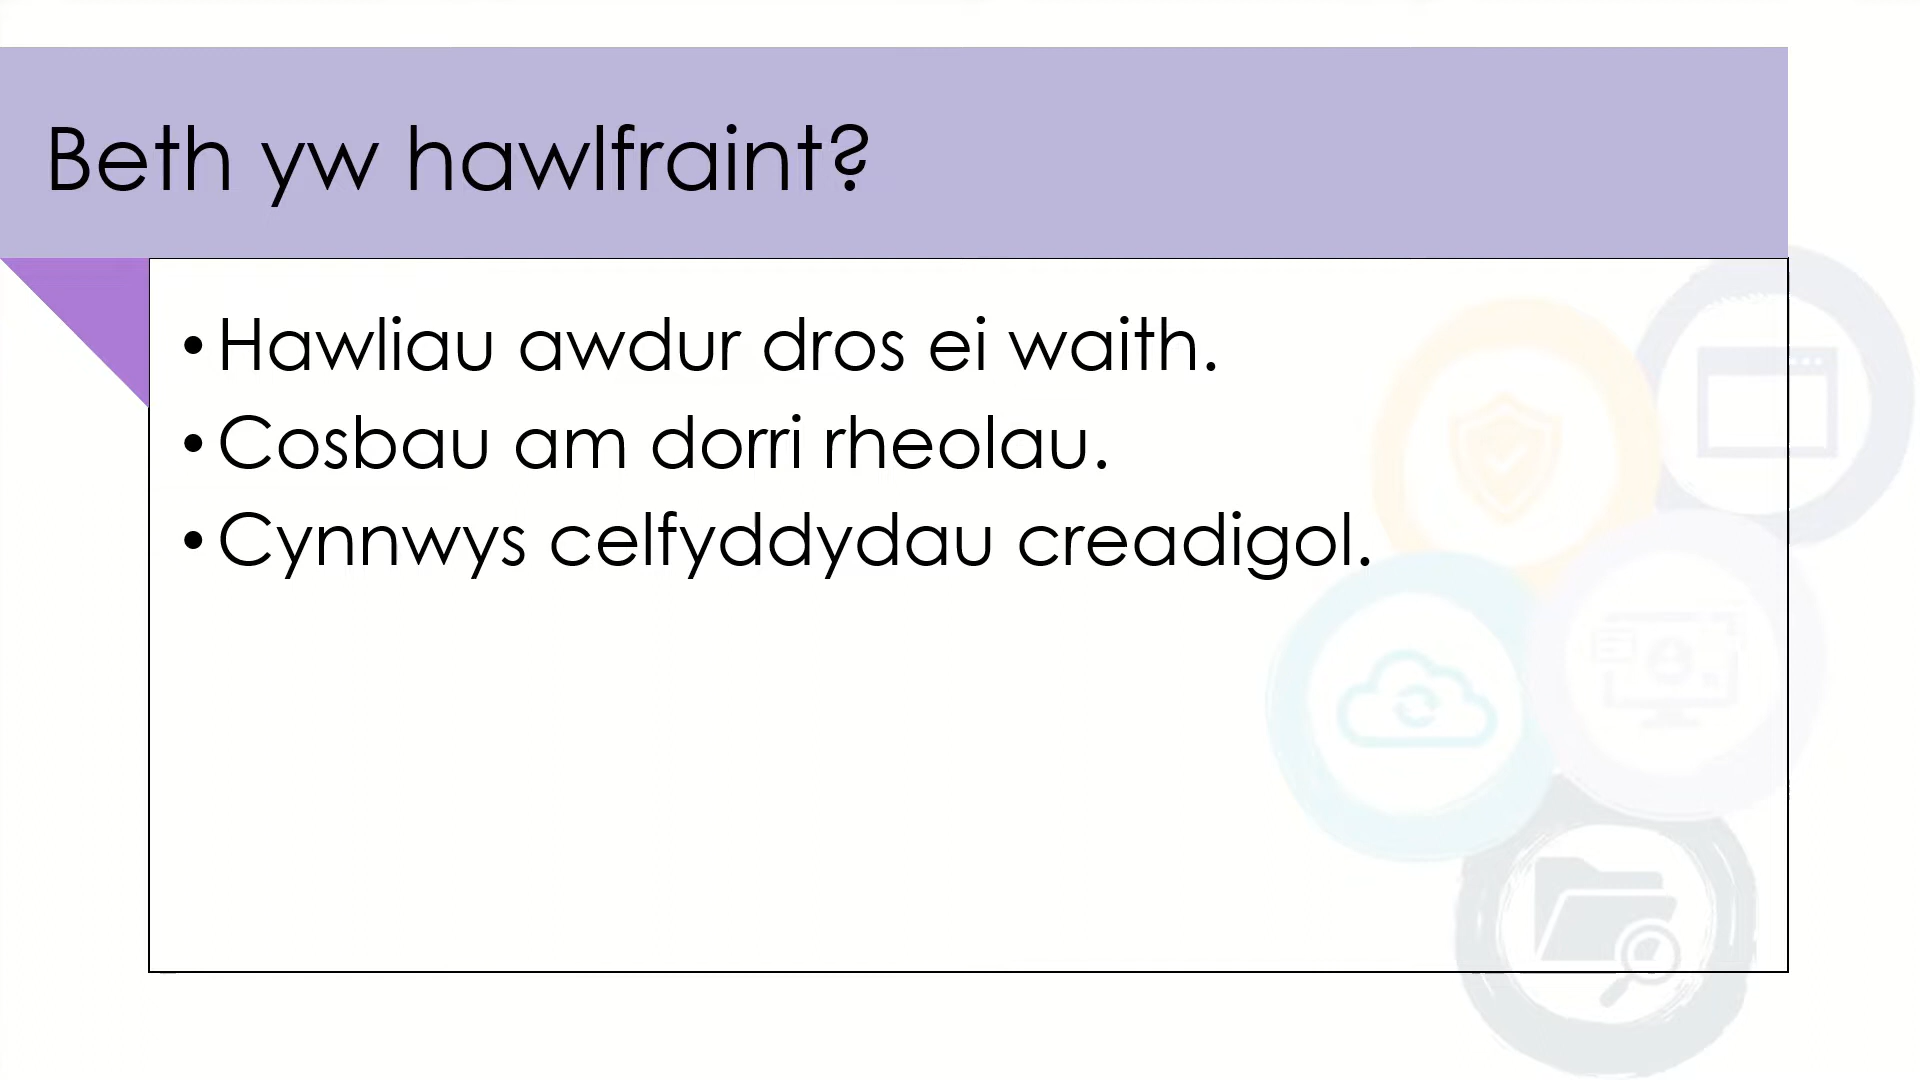 Beth yw hawlfraint?
• Hawliau awdur dros ei waith.
• Cosbau am dorri rheolau.
• Cynnwys celfyddydau creadigol.